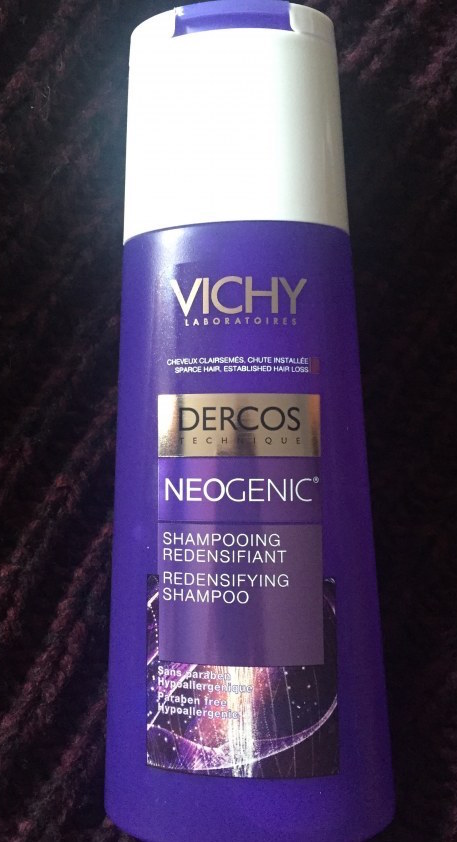 VICHY
LABORATOIRES
CHEVEUX CLAIRSEMÉS, CHUTE INSTALLÉE
SPARCE HAIR, ESTABLISHED HAIR LOSS
DERCOS
TECHNIQUE
NEOGENIC®
SHAMPOOING
REDENSIFIANT
REDENSIFYING
SHAMPOO
Sans paraben
Hypoallergénique
Paraben free
Hypoallergenic